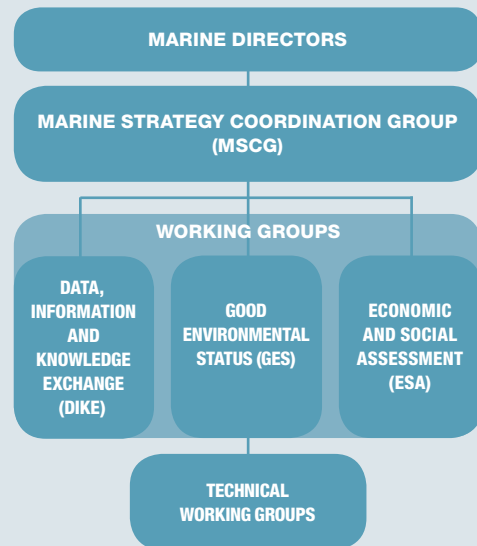 MARINE DIRECTORS
MARINE STRATEGY COORDINATION GROUP
(MSCG)
WORKING GROUPS
DATA,
INFORMATION
AND
KNOWLEDGE
EXCHANGE
(DIKE)
GOOD
ENVIRONMENTAL
STATUS (GES)
ECONOMIC
AND SOCIAL
ASSESSMENT
(ESA)
TECHNICAL
WORKING GROUPS